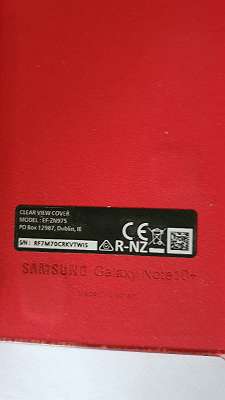 CLEAR VIEW COVER
MODEL : EF-ZN975
PO Box 12987, Dublin, IE
CE
R-NZ
S/N : RF7M70CRKVTWIS
SAMSUNG Galaxy Note10+